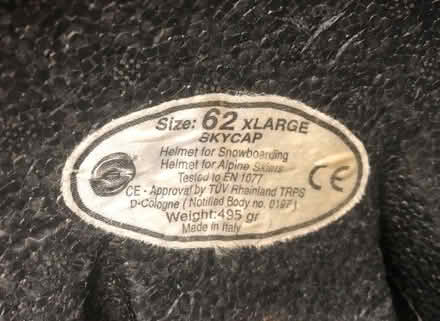 Size: 62 XLARGE
SKYCAP
Helmet for Snowboarding
Helmet for Alpine Skiers
Tested to EN 1077
CE - Approval by TÜV Rheinland TRPS
D-Cologne ( Notified Body no. 0197 )
Weight:495 gr
Made in Italy
CE